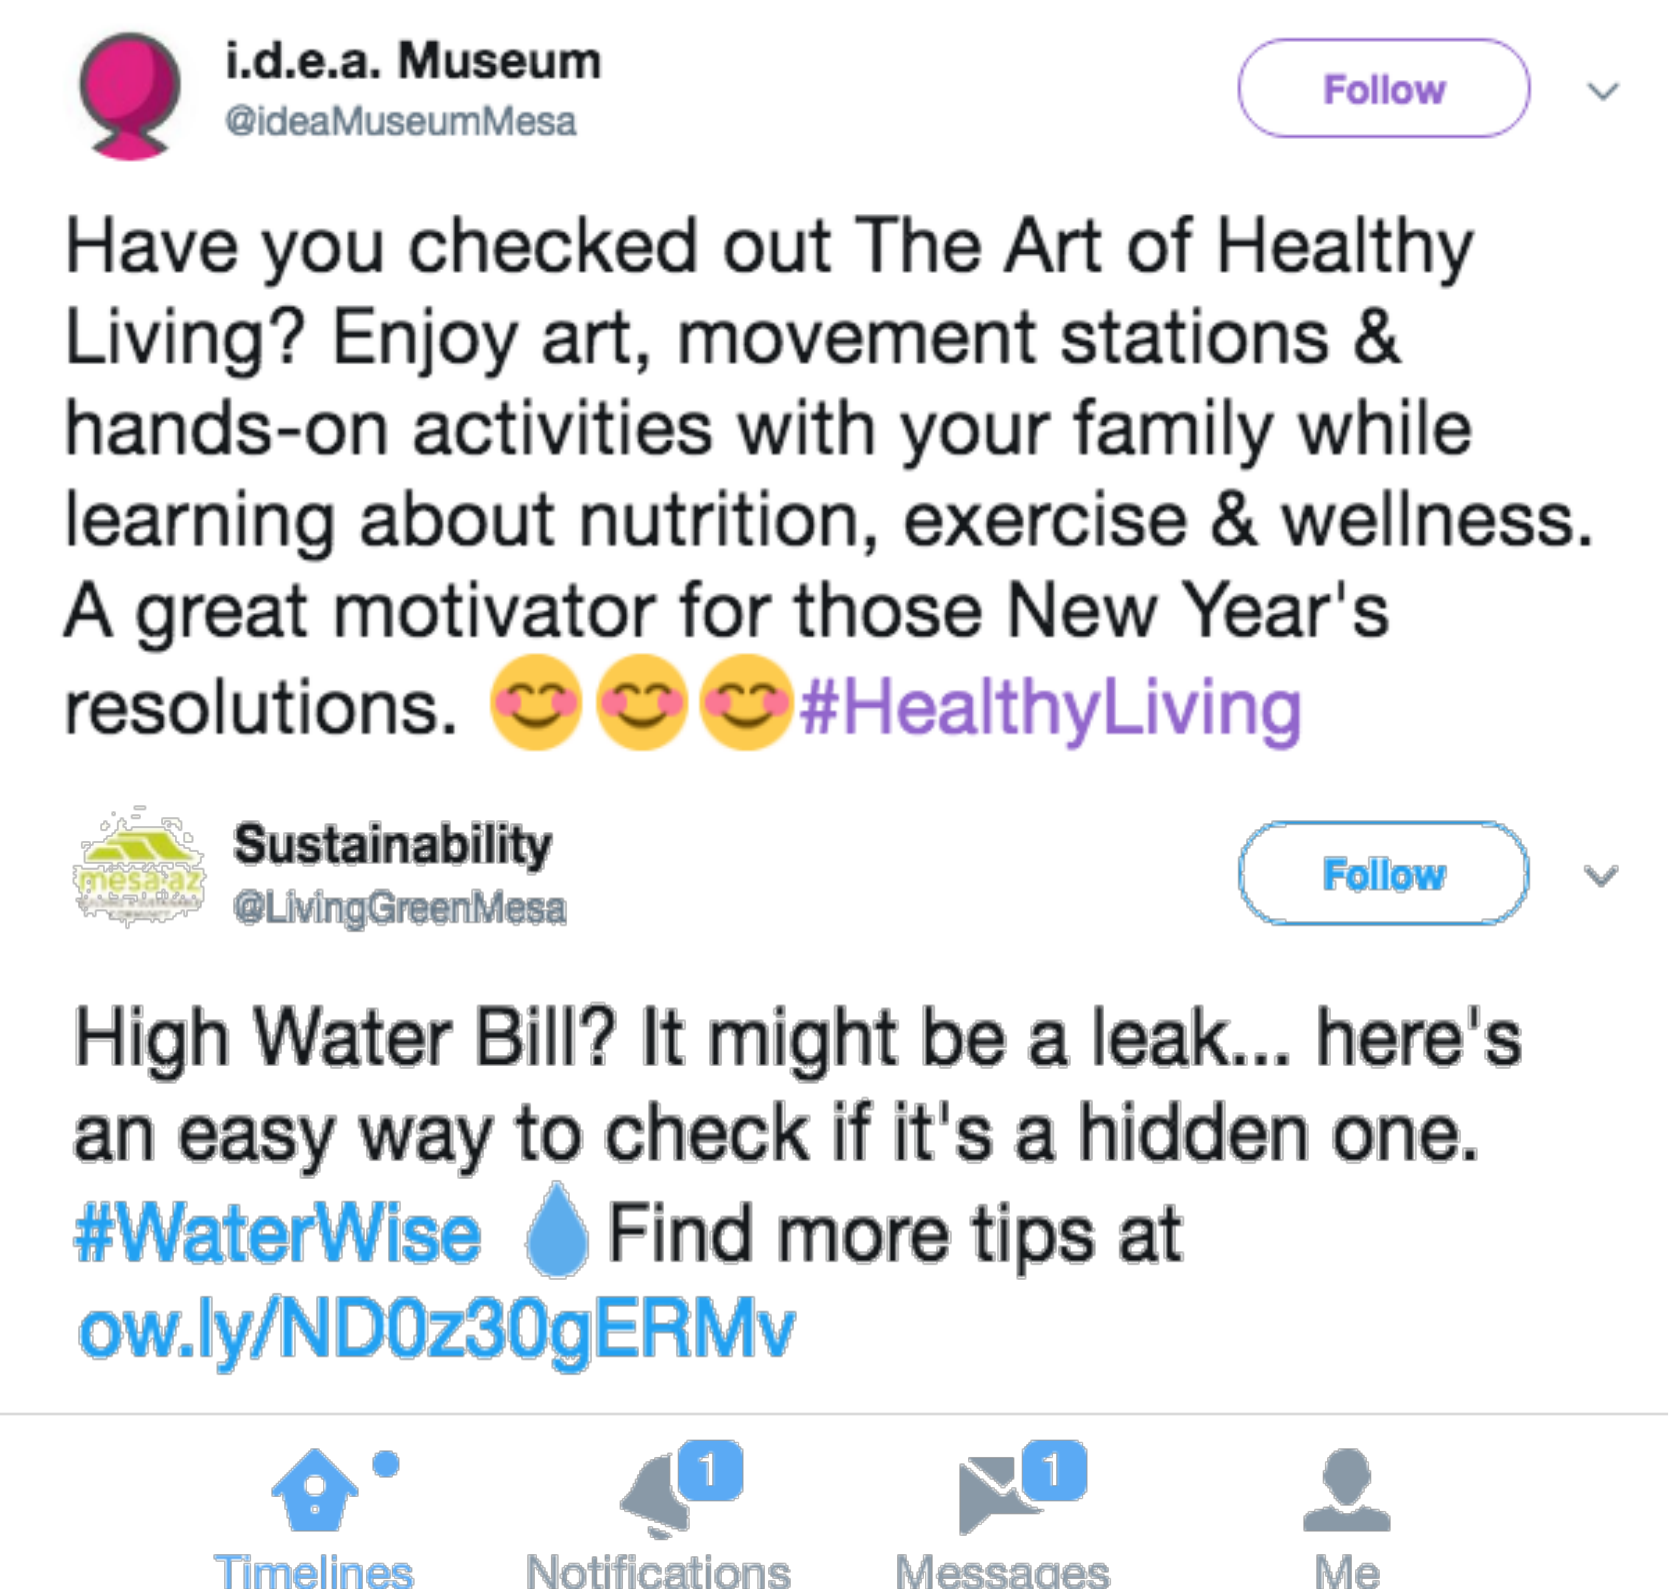 i.d.e.a. Museum
@ideaMuseumMesa
Follow
Have you checked out The Art of Healthy
Living? Enjoy art, movement stations &
hands-on activities with your family while
learning about nutrition, exercise & wellness.
A great motivator for those New Year's
resolutions. 😊😊😊#HealthyLiving
mesa·az
Sustainability
@LivingGreenMesa
Follow
High Water Bill? It might be a leak... here's
an easy way to check if it's a hidden one.
#WaterWise 💧Find more tips at
ow.ly/ND0z30gERMv
1
1
Timelines
Notifications
Messages
Me